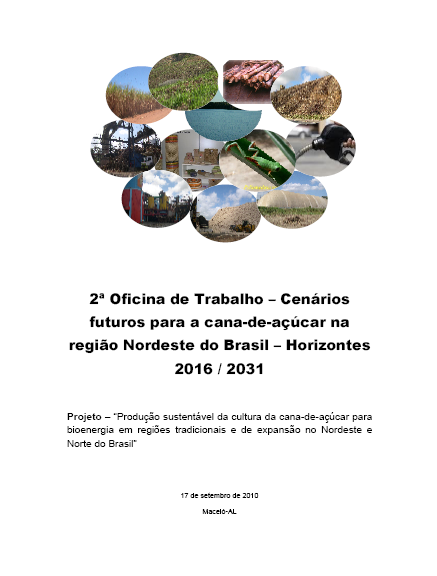 2ª Oficina de Trabalho – Cenários
futuros para a cana-de-açúcar na
região Nordeste do Brasil – Horizontes
2016 / 2031
Projeto – “Produção sustentável da cultura da cana-de-açúcar para
bioenergia em regiões tradicionais e de expansão no Nordeste e
Norte do Brasil”
17 de setembro de 2010
Maceió-AL